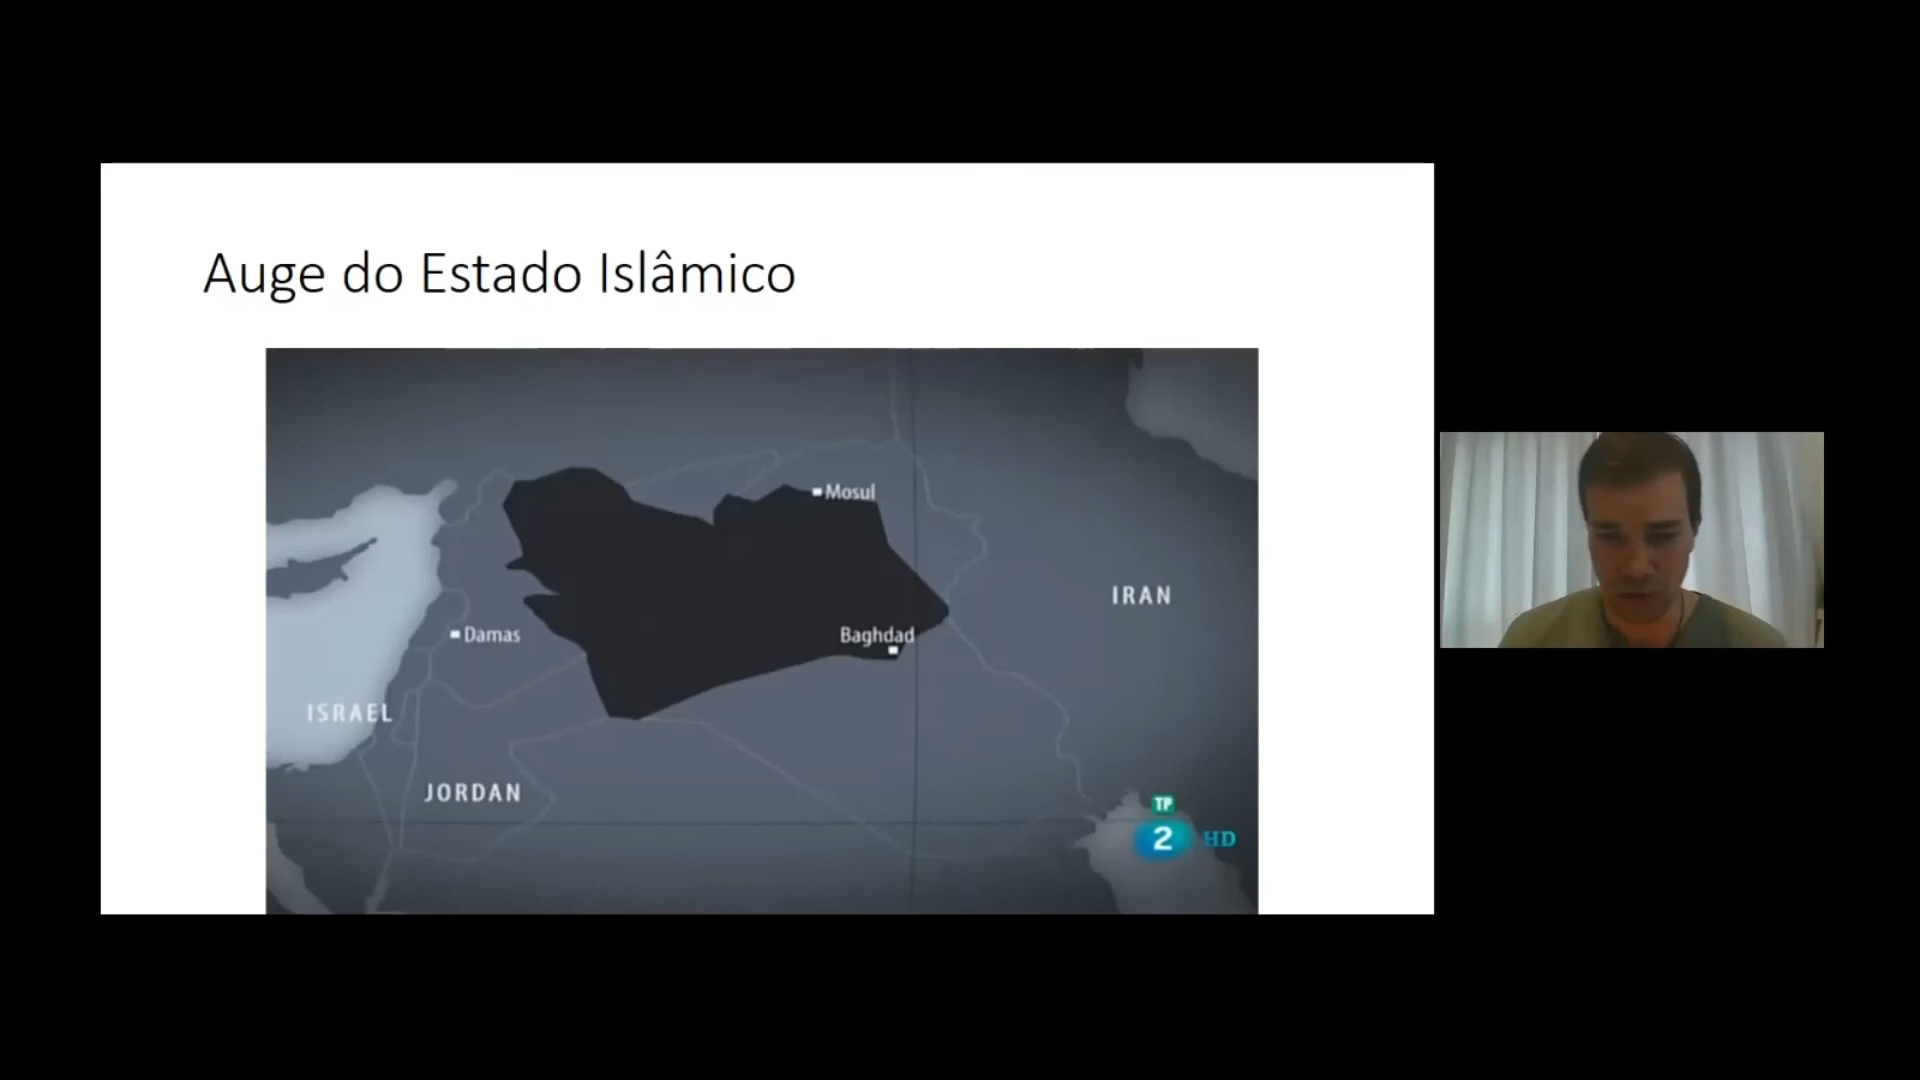 Auge do Estado Islâmico
Mosul
IRAN
Damas
Baghdad
ISRAEL
JORDAN
TP
2 HD